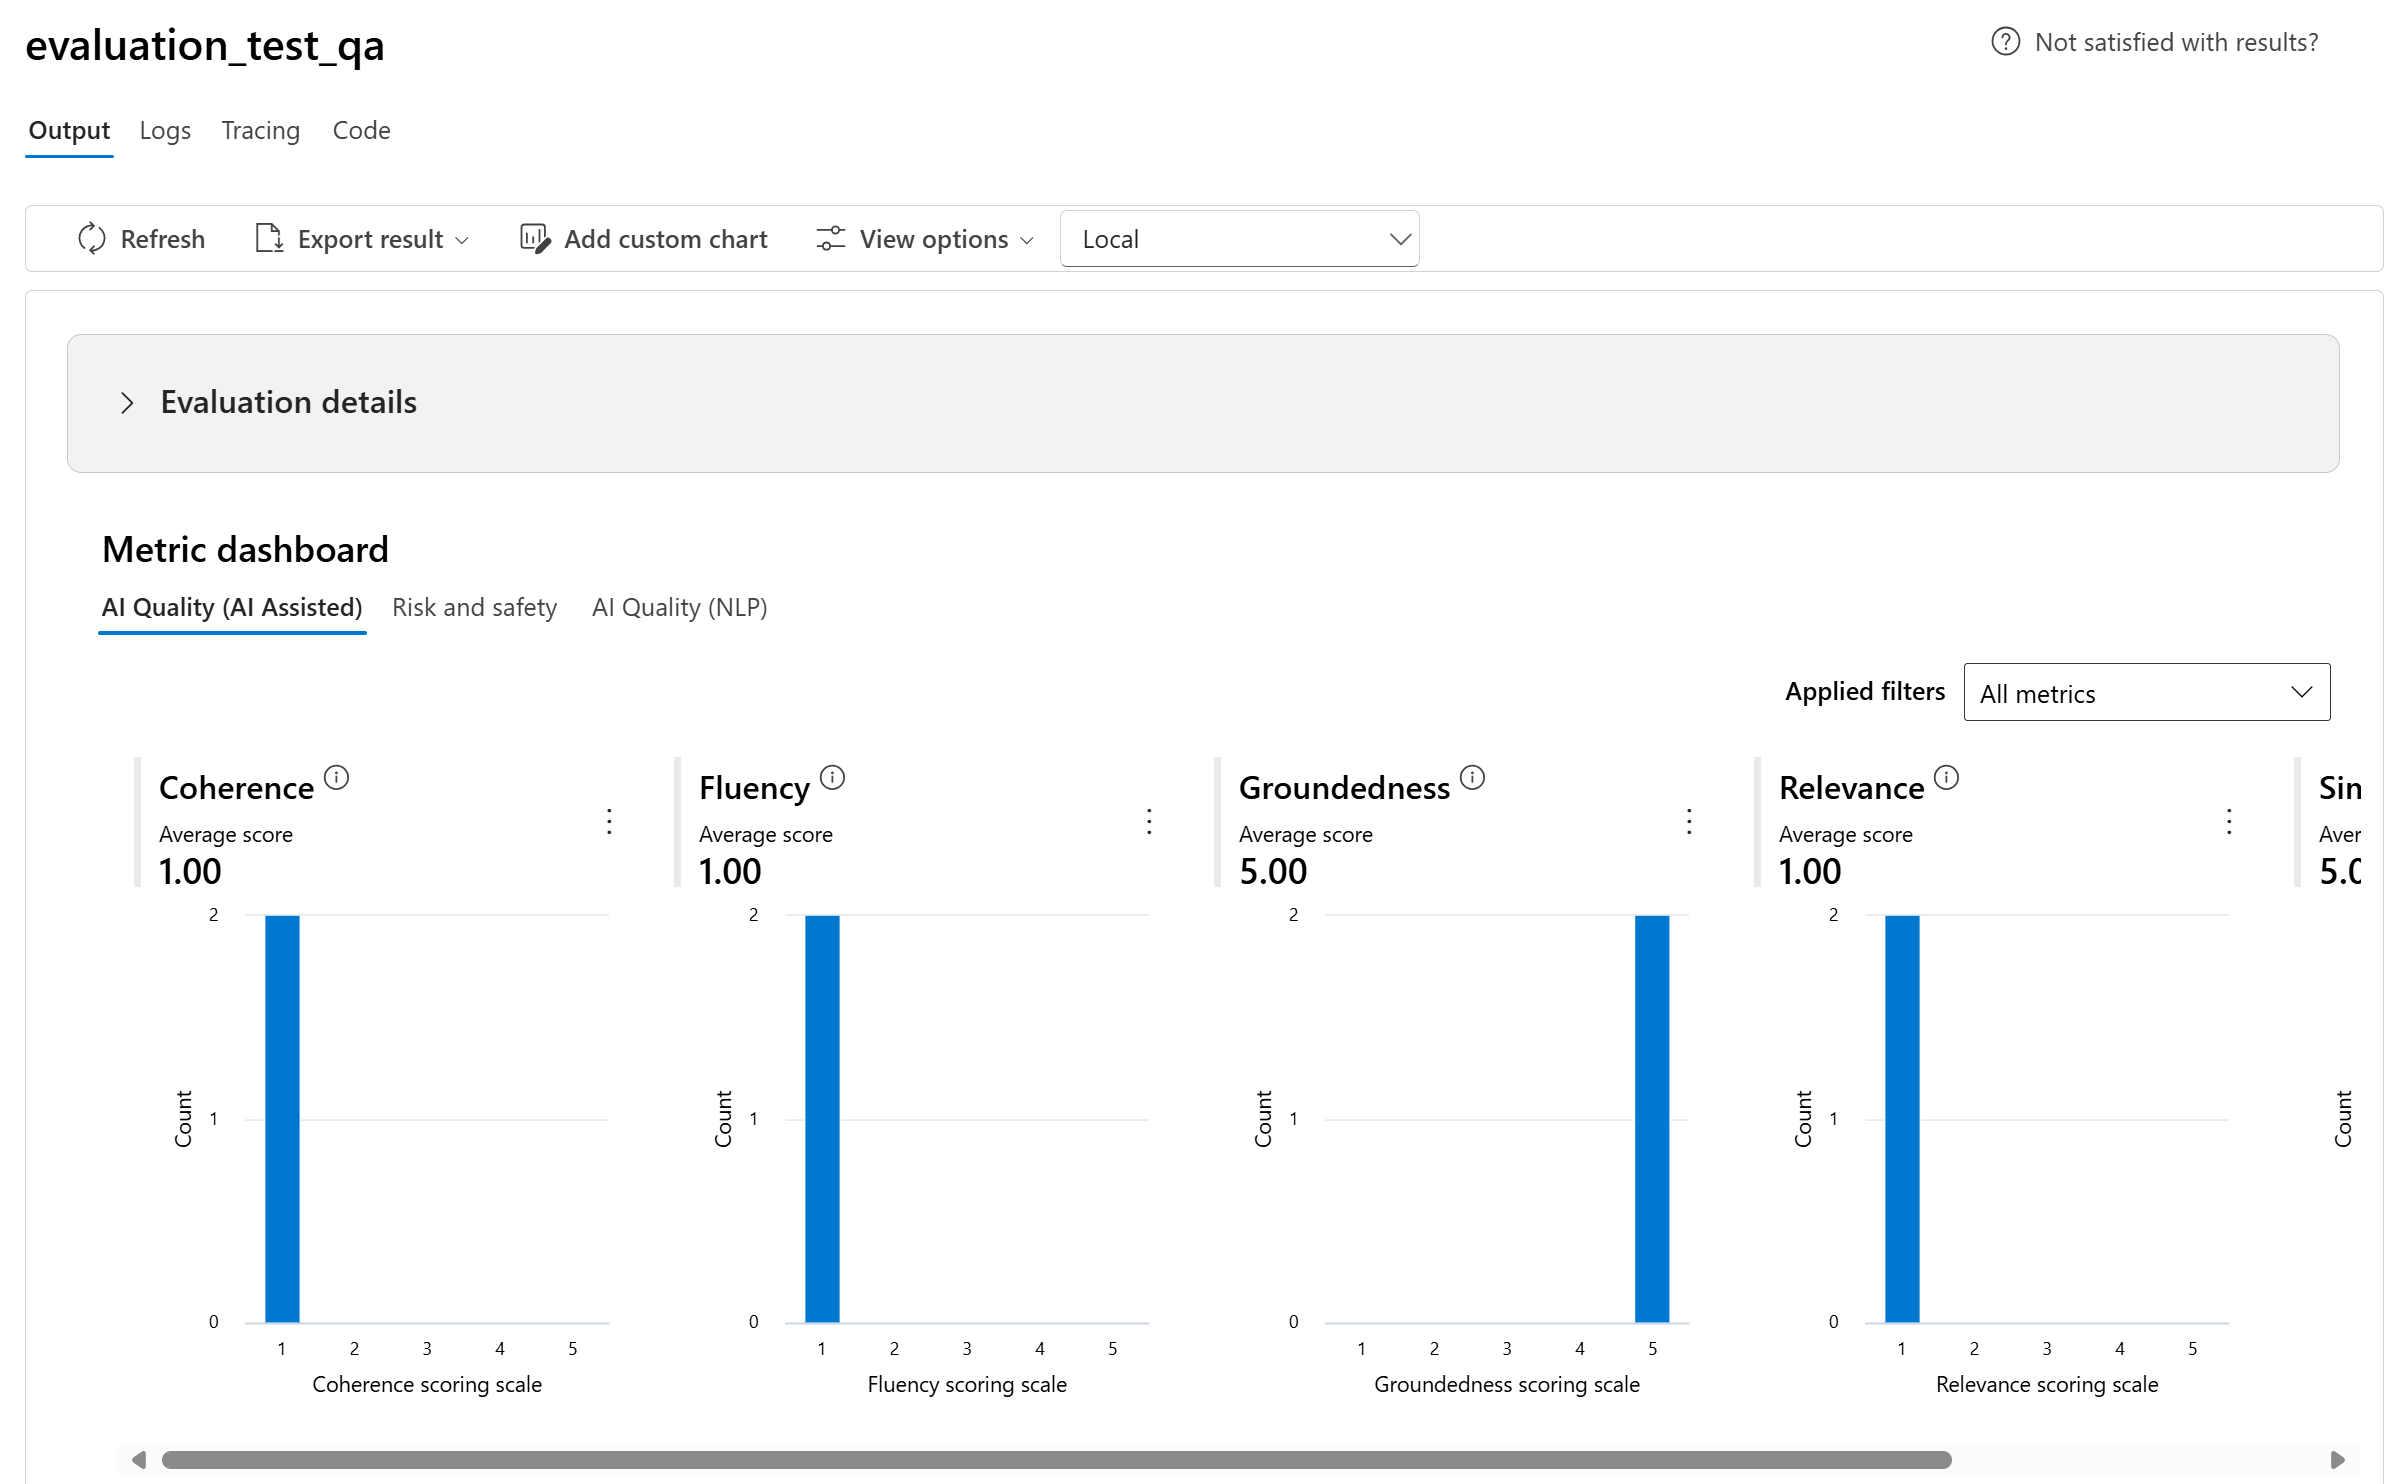 evaluation_test_qa
Not satisfied with results?
Output Logs Tracing Code
Refresh Export result Add custom chart View options Local
Evaluation details
Metric dashboard
AI Quality (AI Assisted) Risk and safety AI Quality (NLP)
Applied filters All metrics
Coherence
Average score
1.00
2
1
0
Count
1 2 3 4 5
Coherence scoring scale
Fluency
Average score
1.00
2
1
0
Count
1 2 3 4 5
Fluency scoring scale
Groundedness
Average score
5.00
2
1
0
Count
1 2 3 4 5
Groundedness scoring scale
Relevance
Average score
1.00
2
1
0
Count
1 2 3 4 5
Relevance scoring scale
Aver
5.0
Count